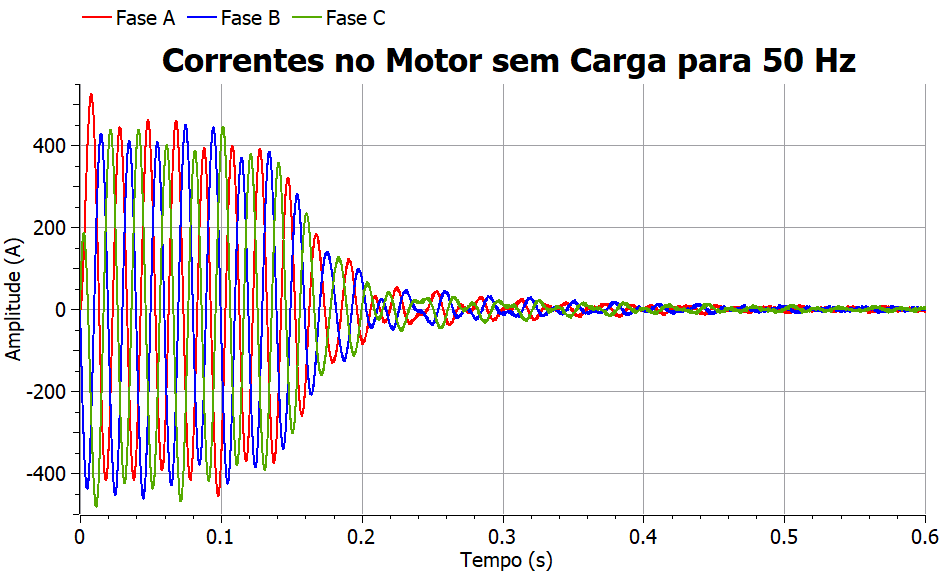 Fase A Fase B Fase C
Correntes no Motor sem Carga para 50 Hz
Amplitude (A)
400
200
0
-200
-400
0 0.1 0.2 0.3 0.4 0.5 0.6
Tempo (s)